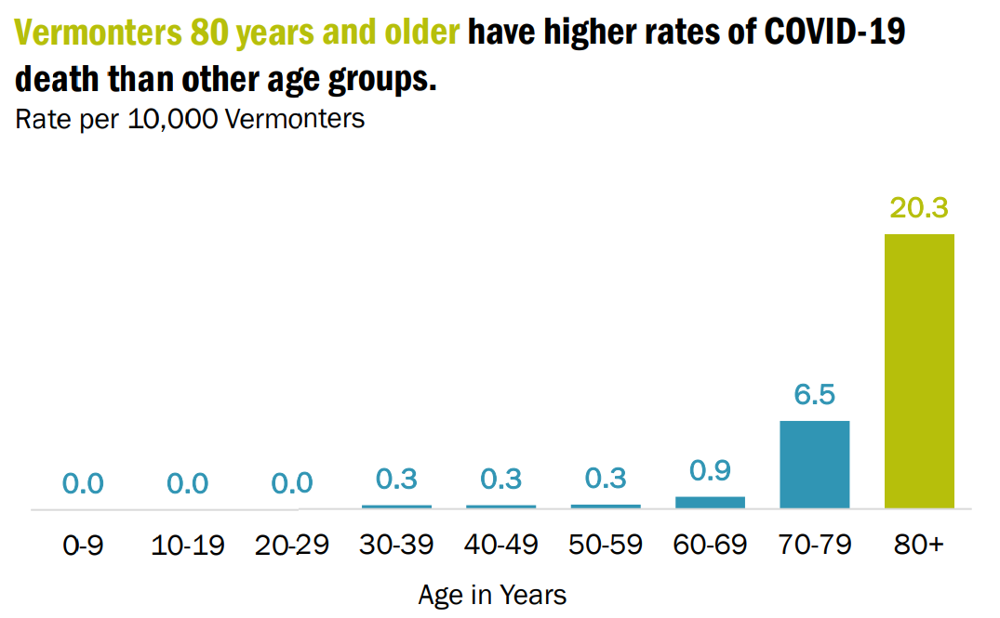 Vermonters 80 years and older have higher rates of COVID-19
death than other age groups.
Rate per 10,000 Vermonters
20.3
6.5
0.9
0.0 0.0 0.0 0.3 0.3 0.3
0-9 10-19 20-29 30-39 40-49 50-59 60-69 70-79 80+
Age in Years